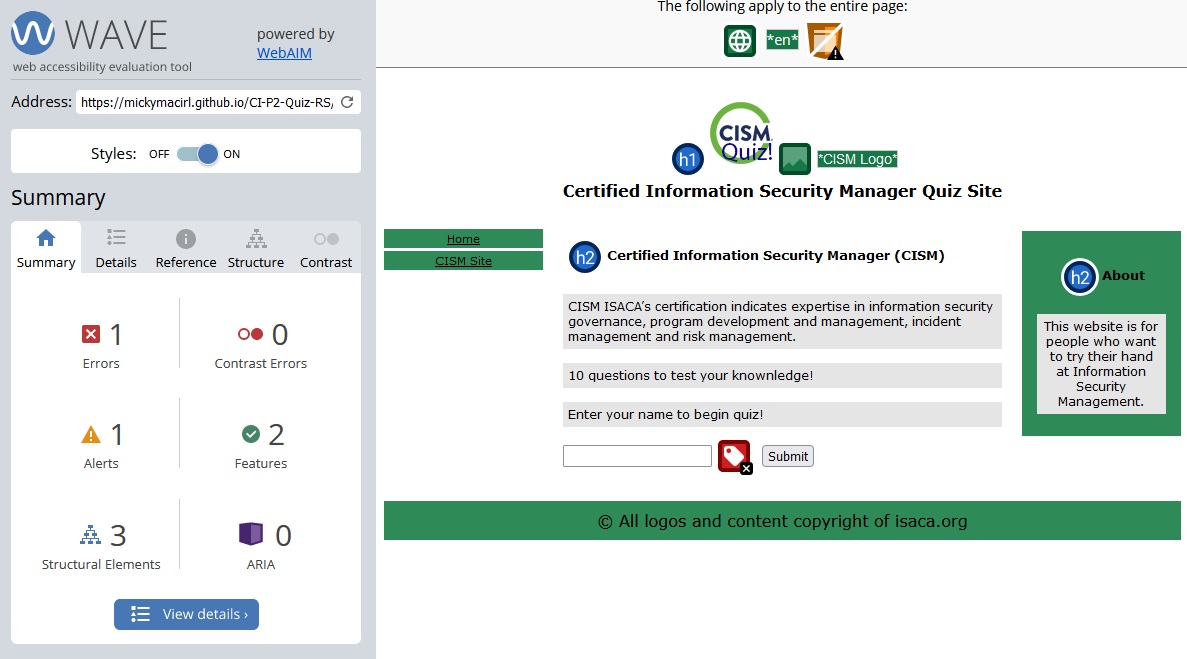 WAVE
web accessibility evaluation tool
powered by
WebAIM
Address: https://mickymacirl.github.io/CI-P2-Quiz-RS/
Styles: OFF ON
Summary
Summary Details Reference Structure Contrast
1
Errors
0
Contrast Errors
1
Alerts
2
Features
3
Structural Elements
0
ARIA
View details ›
The following apply to the entire page:
*en*
h1
CISM
Quiz!
*CISM Logo*
Certified Information Security Manager Quiz Site
Home
CISM Site
h2 Certified Information Security Manager (CISM)
CISM ISACA’s certification indicates expertise in information security
governance, program development and management, incident
management and risk management.
10 questions to test your knownledge!
Enter your name to begin quiz!
Submit
h2 About
This website is for
people who want
to try their hand
at Information
Security
Management.
© All logos and content copyright of isaca.org